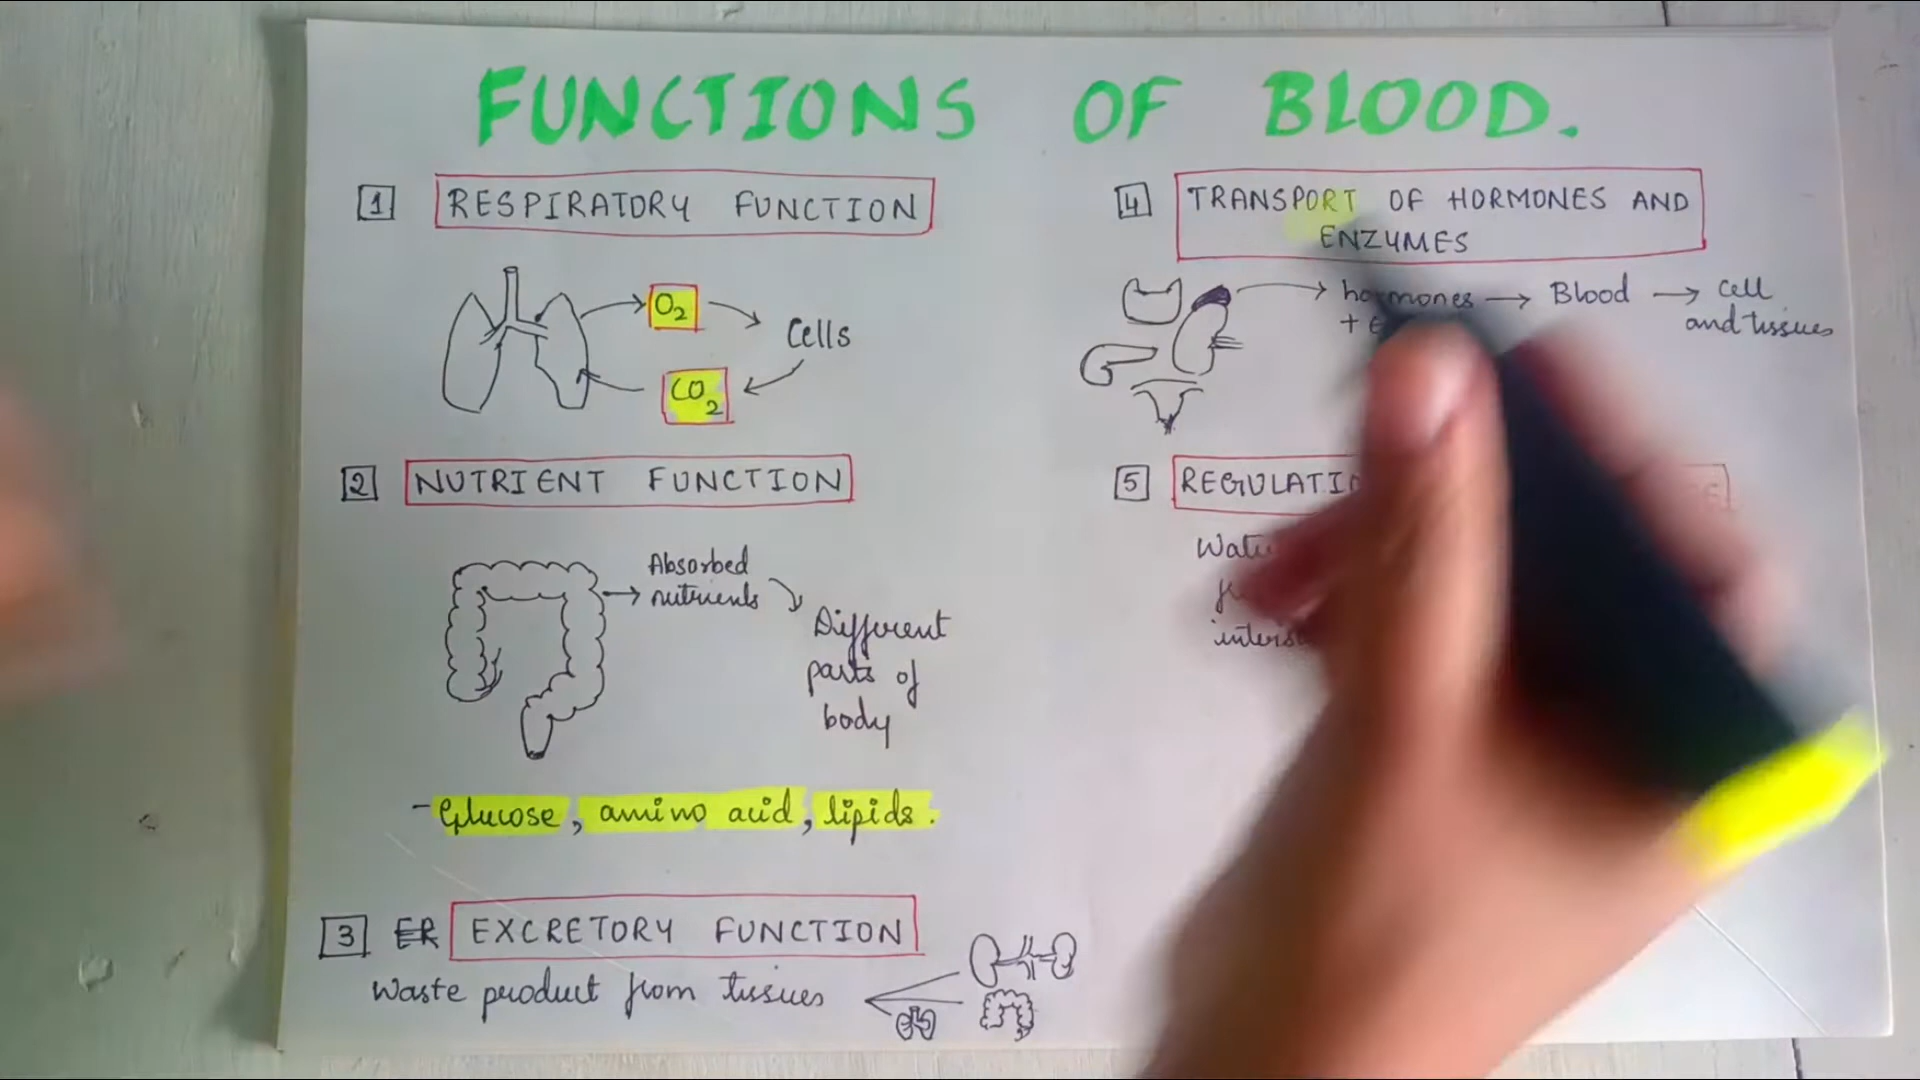 FUNCTIONS OF BLOOD.
1 RESPIRATORY FUNCTION
O2
Cells
CO2
2 NUTRIENT FUNCTION
Absorbed
nutrients
Different
parts of
body
- Glucose, amino acid, lipids.
3 ER EXCRETORY FUNCTION
Waste product from tissues
4 TRANSPORT OF HORMONES AND
ENZYMES
hormones → Blood → cell
+ and tissues
5